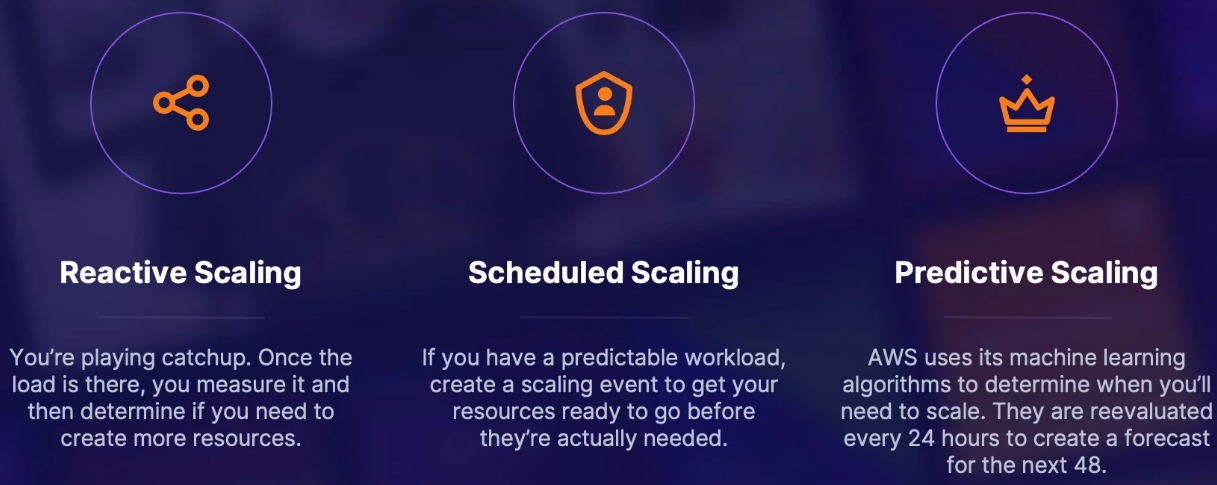 Reactive Scaling
You’re playing catchup. Once the
load is there, you measure it and
then determine if you need to
create more resources.
Scheduled Scaling
If you have a predictable workload,
create a scaling event to get your
resources ready to go before
they’re actually needed.
Predictive Scaling
AWS uses its machine learning
algorithms to determine when you’ll
need to scale. They are reevaluated
every 24 hours to create a forecast
for the next 48.